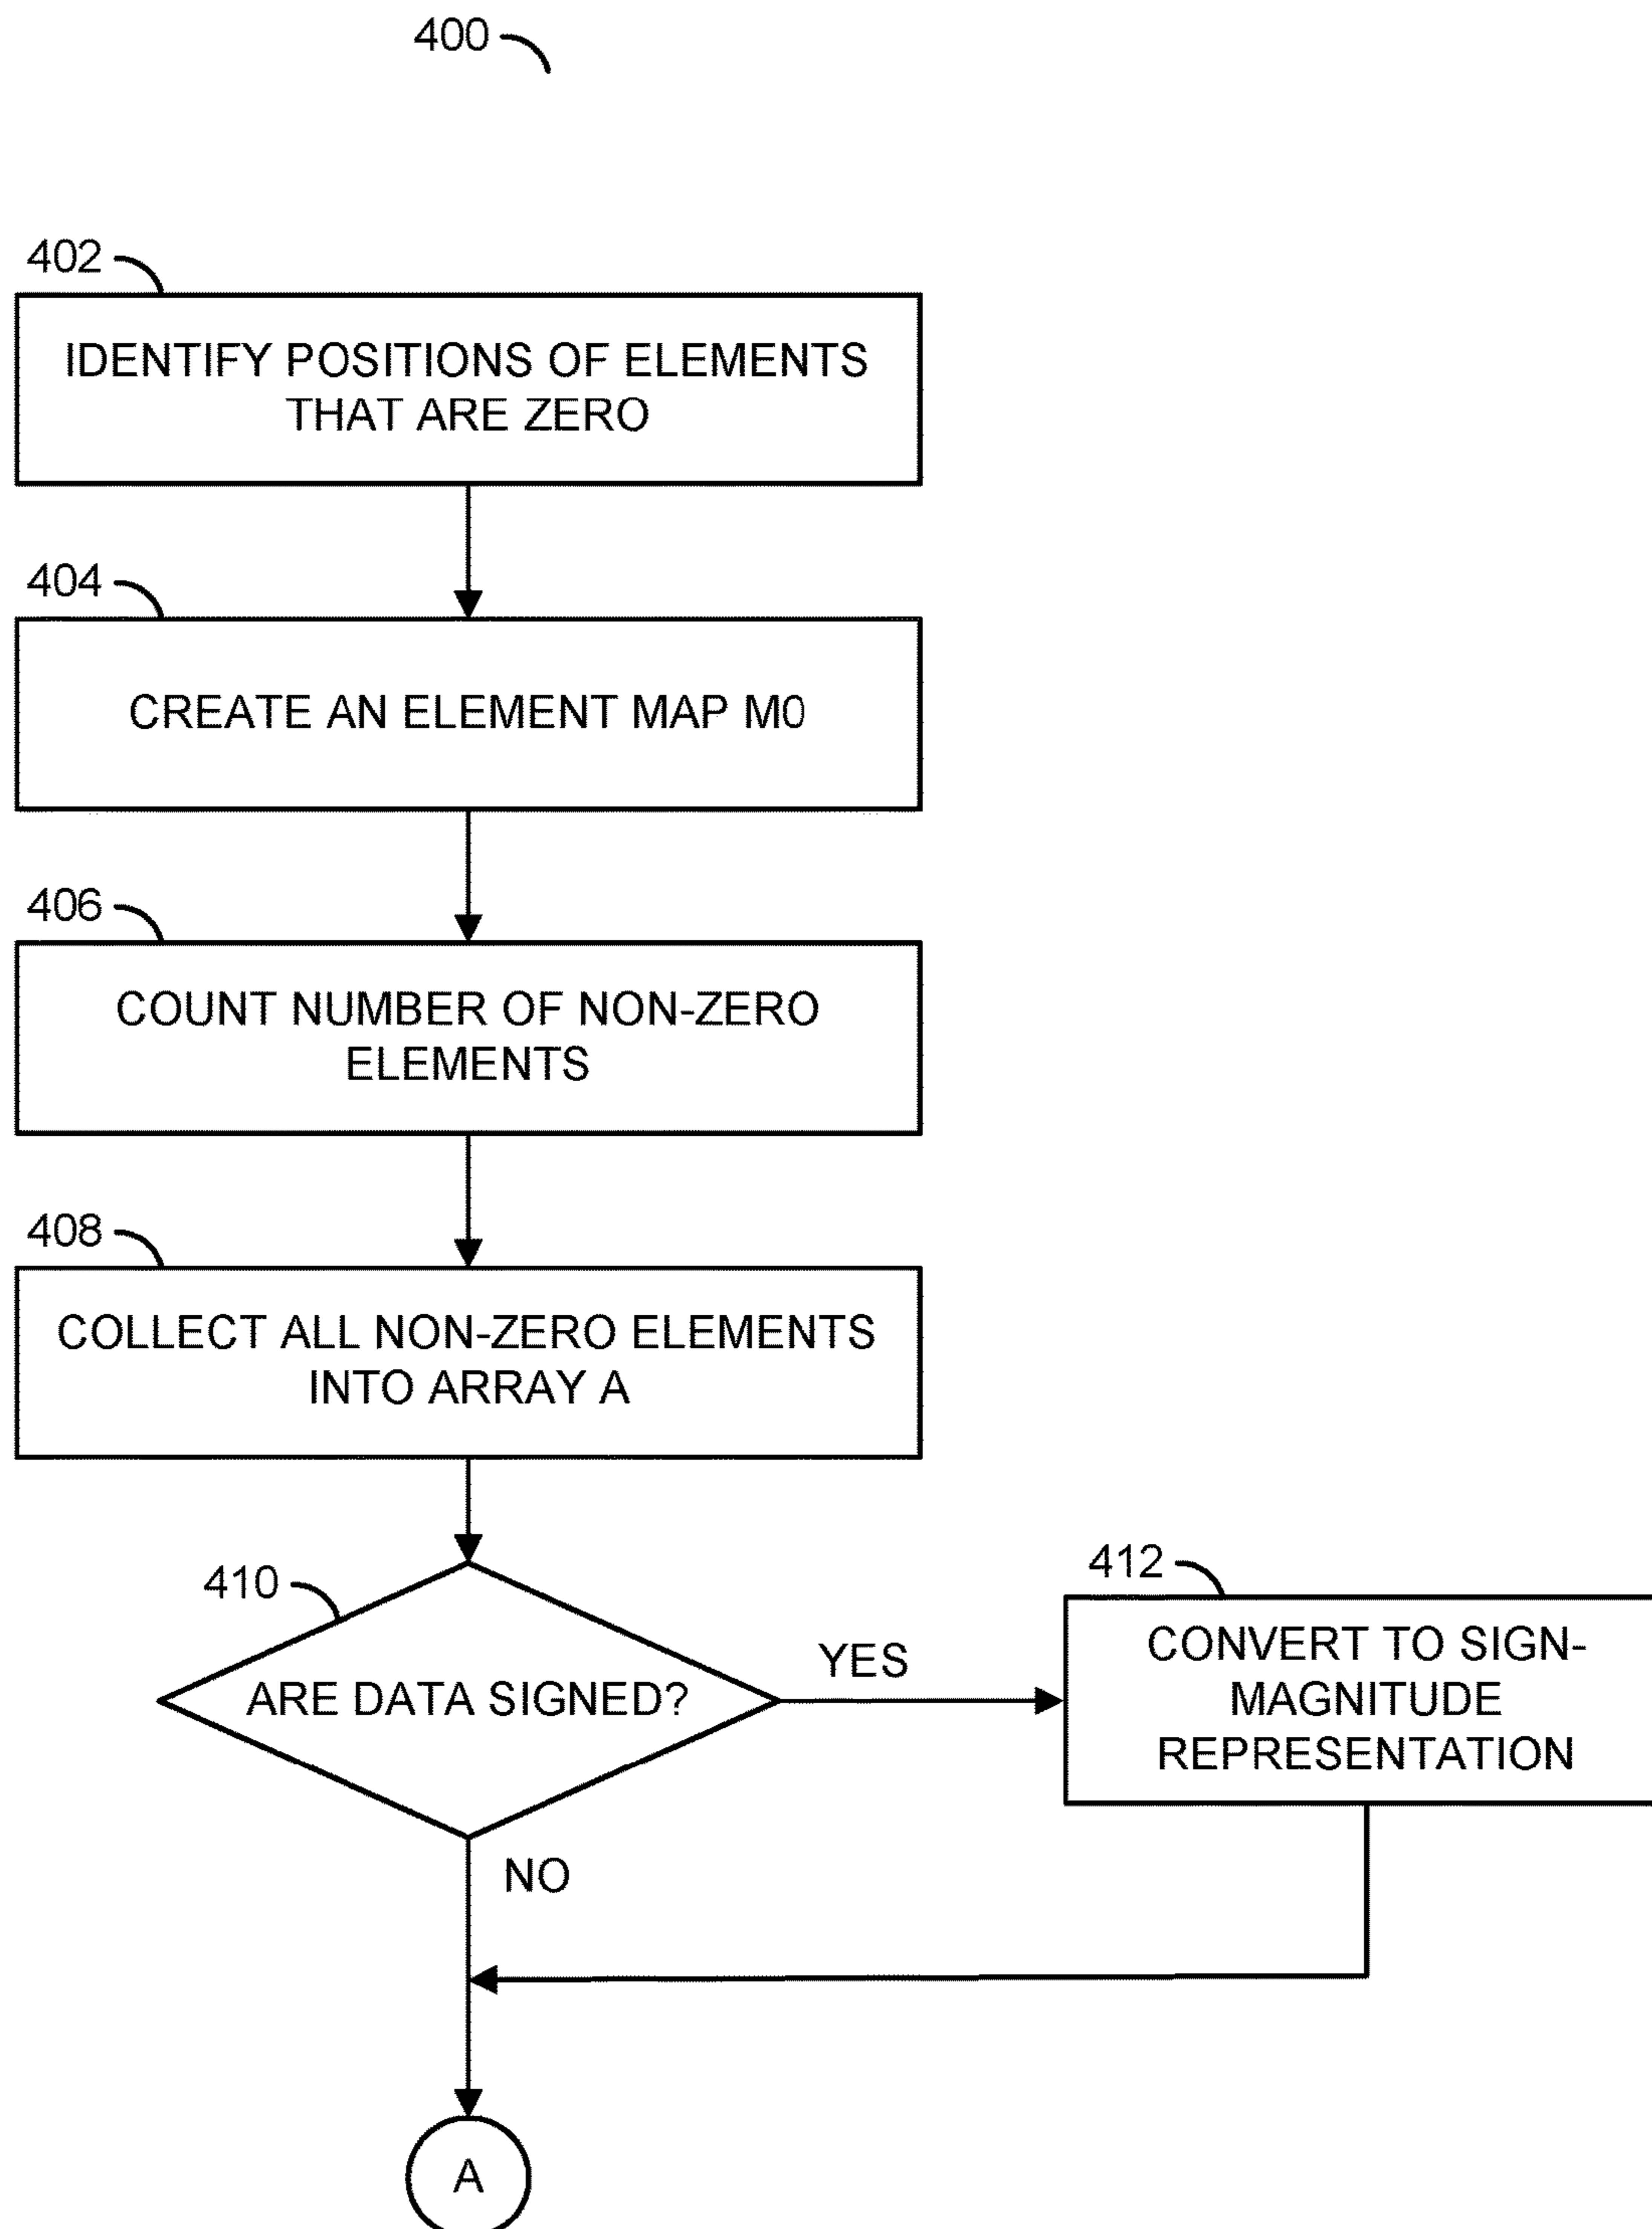 400
402
IDENTIFY POSITIONS OF ELEMENTS
THAT ARE ZERO
404
CREATE AN ELEMENT MAP M0
406
COUNT NUMBER OF NON-ZERO
ELEMENTS
408
COLLECT ALL NON-ZERO ELEMENTS
INTO ARRAY A
410
ARE DATA SIGNED?
YES
412
CONVERT TO SIGN-
MAGNITUDE
REPRESENTATION
NO
A